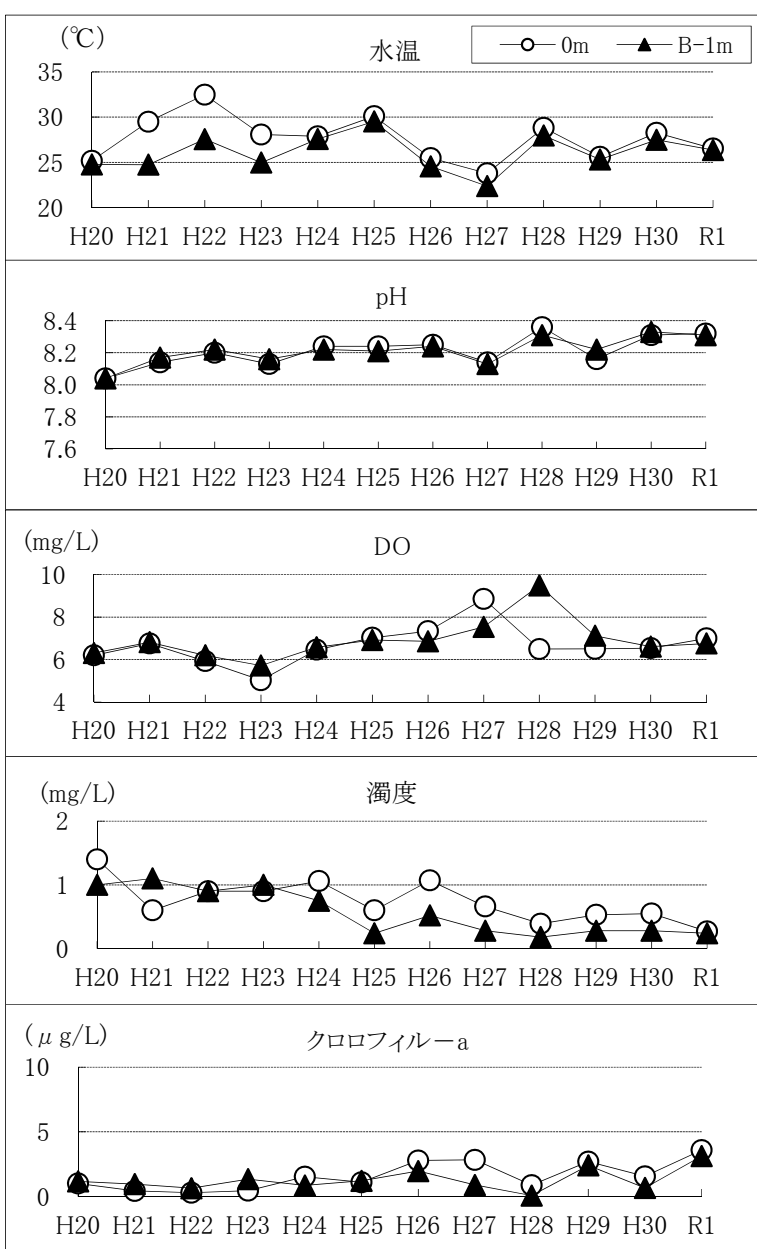 (℃)
水温
0m
B-1m
35
30
25
20
H20 H21 H22 H23 H24 H25 H26 H27 H28 H29 H30 R1
pH
8.4
8.2
8.0
7.8
7.6
H20 H21 H22 H23 H24 H25 H26 H27 H28 H29 H30 R1
(mg/L)
DO
10
8
6
4
H20 H21 H22 H23 H24 H25 H26 H27 H28 H29 H30 R1
(mg/L)
濁度
2
1
0
H20 H21 H22 H23 H24 H25 H26 H27 H28 H29 H30 R1
(μg/L)
クロロフィル－a
10
5
0
H20 H21 H22 H23 H24 H25 H26 H27 H28 H29 H30 R1